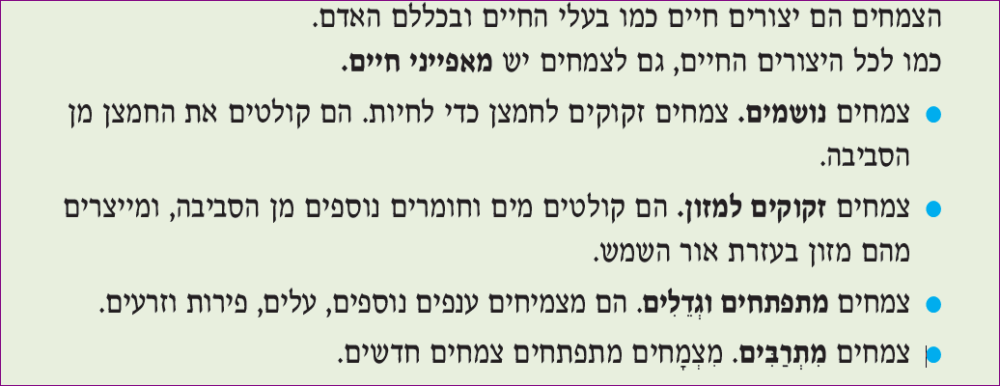 הצמחים הם יצורים חיים כמו בעלי החיים ובכללם האדם.
כמו לכל היצורים החיים, גם לצמחים יש מאפייני חיים.
● צמחים נושמים. צמחים זקוקים לחמצן כדי לחיות. הם קולטים את החמצן מן
הסביבה.
● צמחים זקוקים למזון. הם קולטים מים וחומרים נוספים מן הסביבה, ומייצרים
מהם מזון בעזרת אור השמש.
● צמחים מתפתחים וגְדֵלִים. הם מצמיחים ענפים נוספים, עלים, פירות וזרעים.
● צמחים מִתְרַבִּים. מִצְמָחים מתפתחים צמחים חדשים.